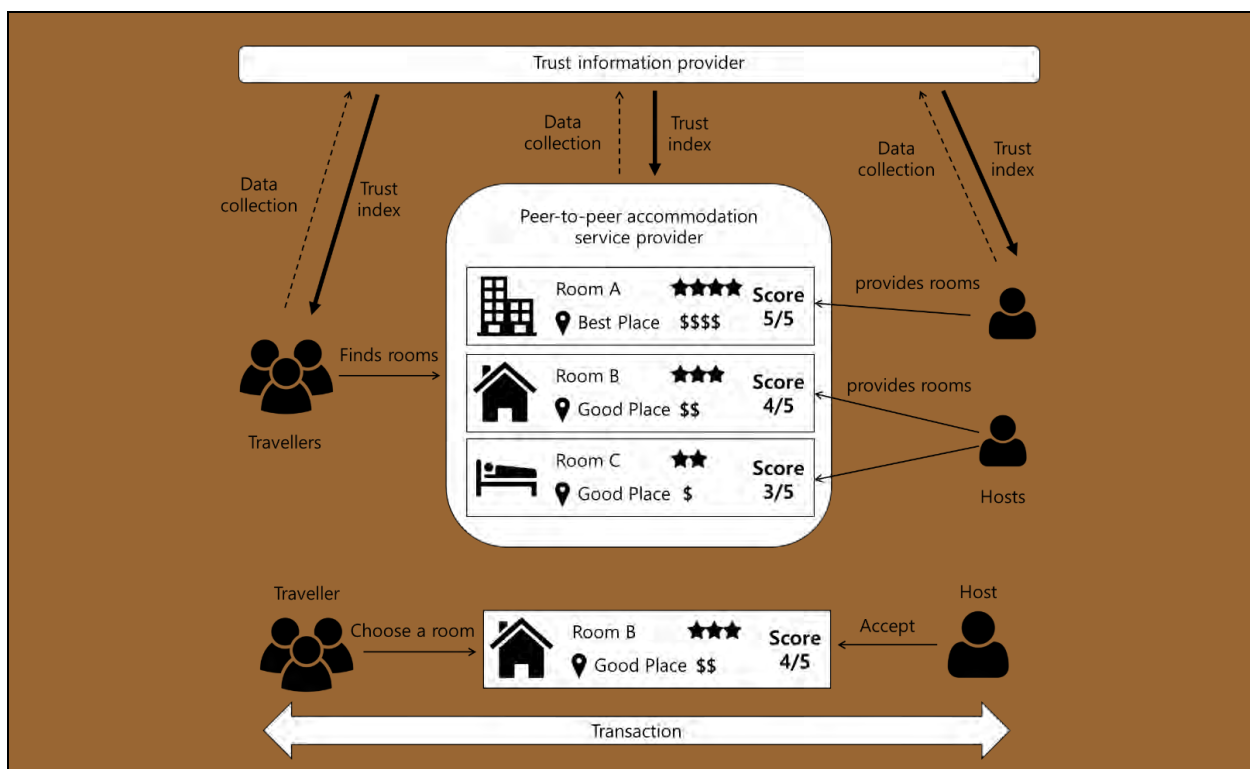 Trust information provider
Data
collection
Trust
index
Data
collection
Trust
index
Data
collection
Trust
index
Peer-to-peer accommodation
service provider
Room A
Best Place $$$$
Score
5/5
provides rooms
Finds rooms
Travellers
Room B
Good Place $$
Score
4/5
provides rooms
Room C
Good Place $
Score
3/5
Hosts
Traveller
Choose a room
Room B
Good Place $$
Score
4/5
Accept
Host
Transaction